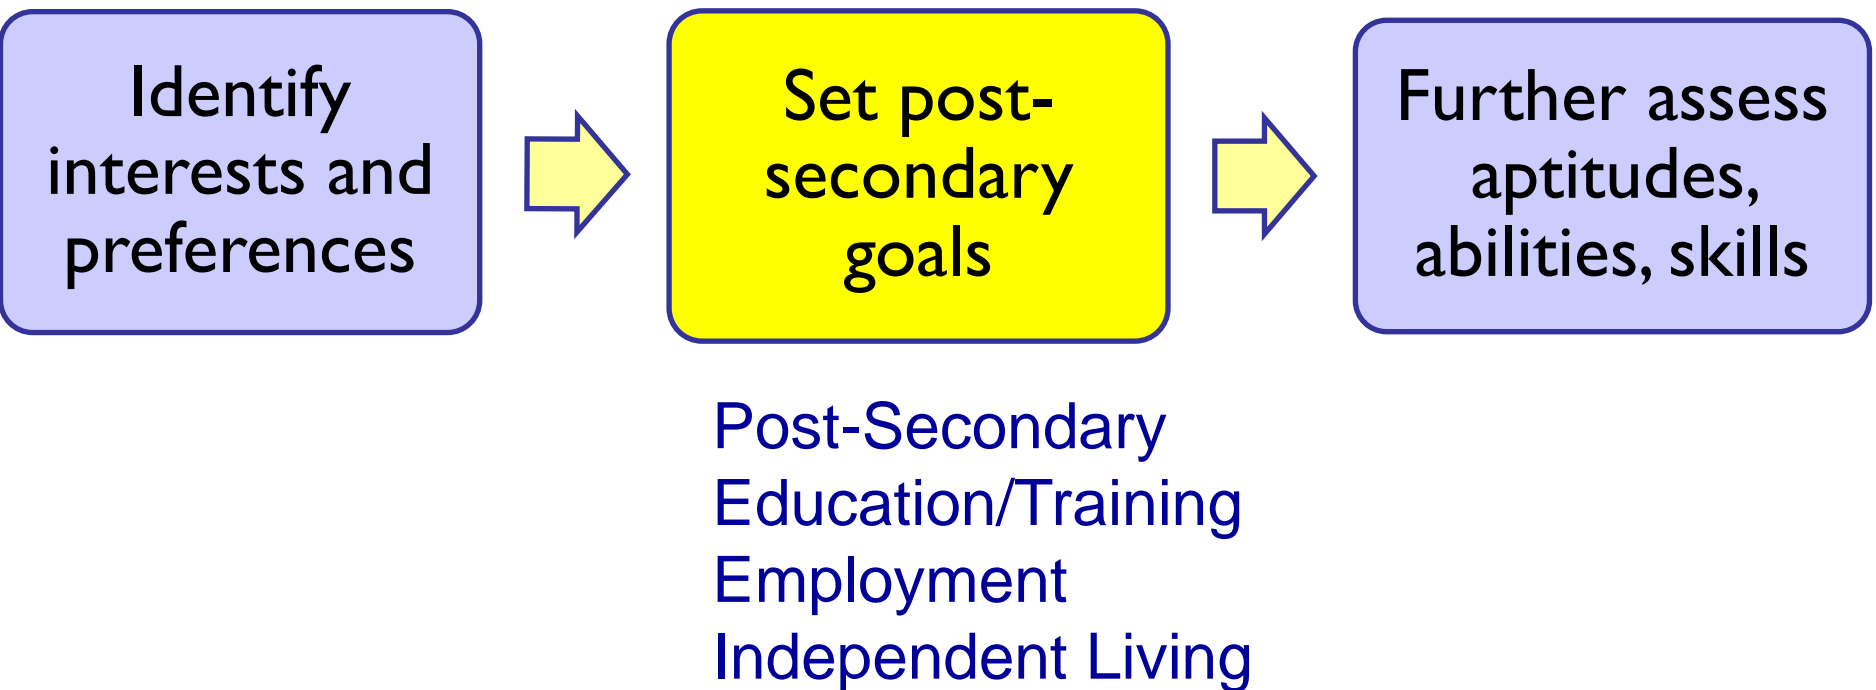 Identify
interests and
preferences
Set post-
secondary
goals
Further assess
aptitudes,
abilities, skills
Post-Secondary
Education/Training
Employment
Independent Living